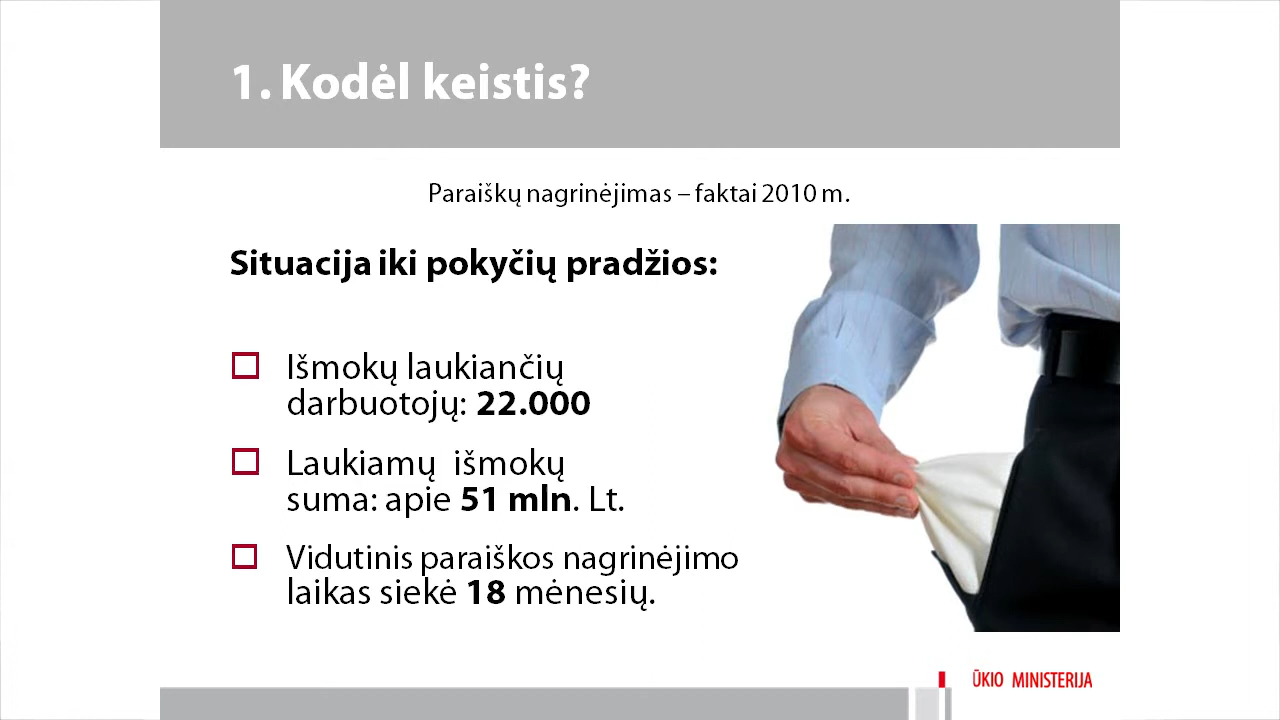 1. Kodėl keistis?
Paraiškų nagrinėjimas – faktai 2010 m.
Situacija iki pokyčių pradžios:
Išmokų laukiančių
darbuotojų: 22.000
Laukiamų išmokų
suma: apie 51 mln. Lt.
Vidutinis paraiškos nagrinėjimo
laikas siekė 18 mėnesių.
ŪKIO MINISTERIJA